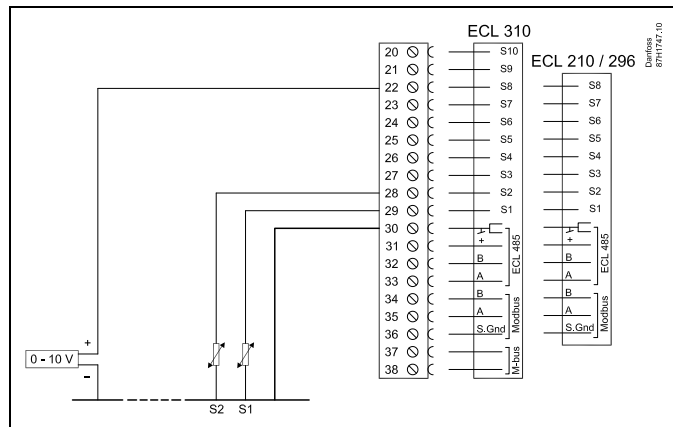 ECL 310
ECL 210 / 296
Danfoss
87H1747.10
20 S10
21 S9
22 S8 S8
23 S7 S7
24 S6 S6
25 S5 S5
26 S4 S4
27 S3 S3
28 S2 S2
29 S1 S1
30
31 + +
32 B B
33 A A
ECL 485 ECL 485
34 B B
35 A A
36 S.Gnd S.Gnd
Modbus Modbus
37
38
M-bus
+
0 - 10 V
−
S2 S1